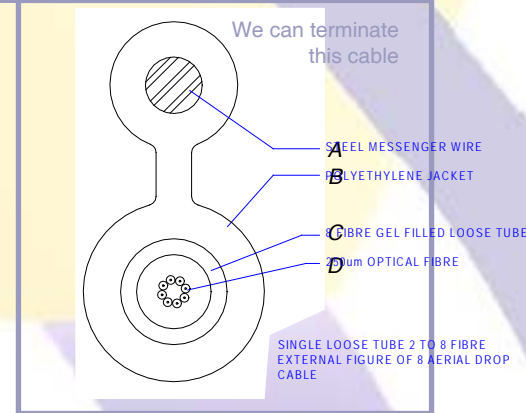 We can terminate
this cable
A STEEL MESSENGER WIRE
B POLYETHYLENE JACKET
C 8 FIBRE GEL FILLED LOOSE TUBE
D 250um OPTICAL FIBRE
SINGLE LOOSE TUBE 2 TO 8 FIBRE
EXTERNAL FIGURE OF 8 AERIAL DROP
CABLE